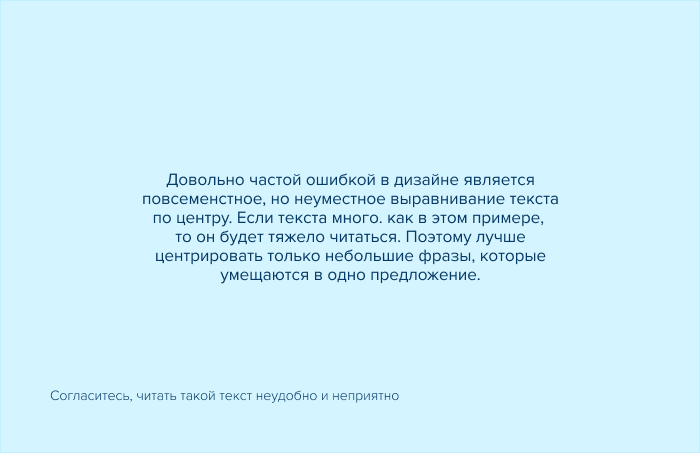 Довольно частой ошибкой в дизайне является
повсеменстное, но неуместное выравнивание текста
по центру. Если текста много. как в этом примере,
то он будет тяжело читаться. Поэтому лучше
центрировать только небольшие фразы, которые
умещаются в одно предложение.
Согласитесь, читать такой текст неудобно и неприятно